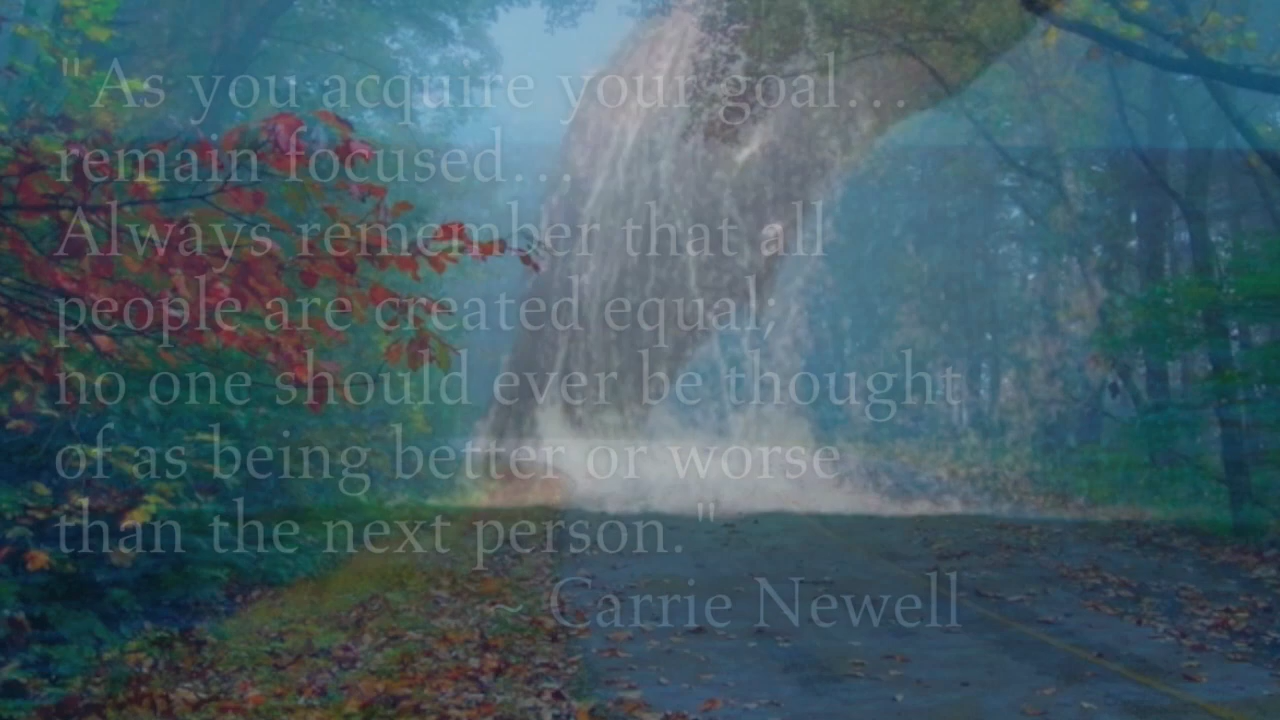 "As you acquire your goal...
remain focused...
Always remember that all
people are created equal;
no one should ever be thought
of as being better or worse
than the next person. "
~ Carrie Newell